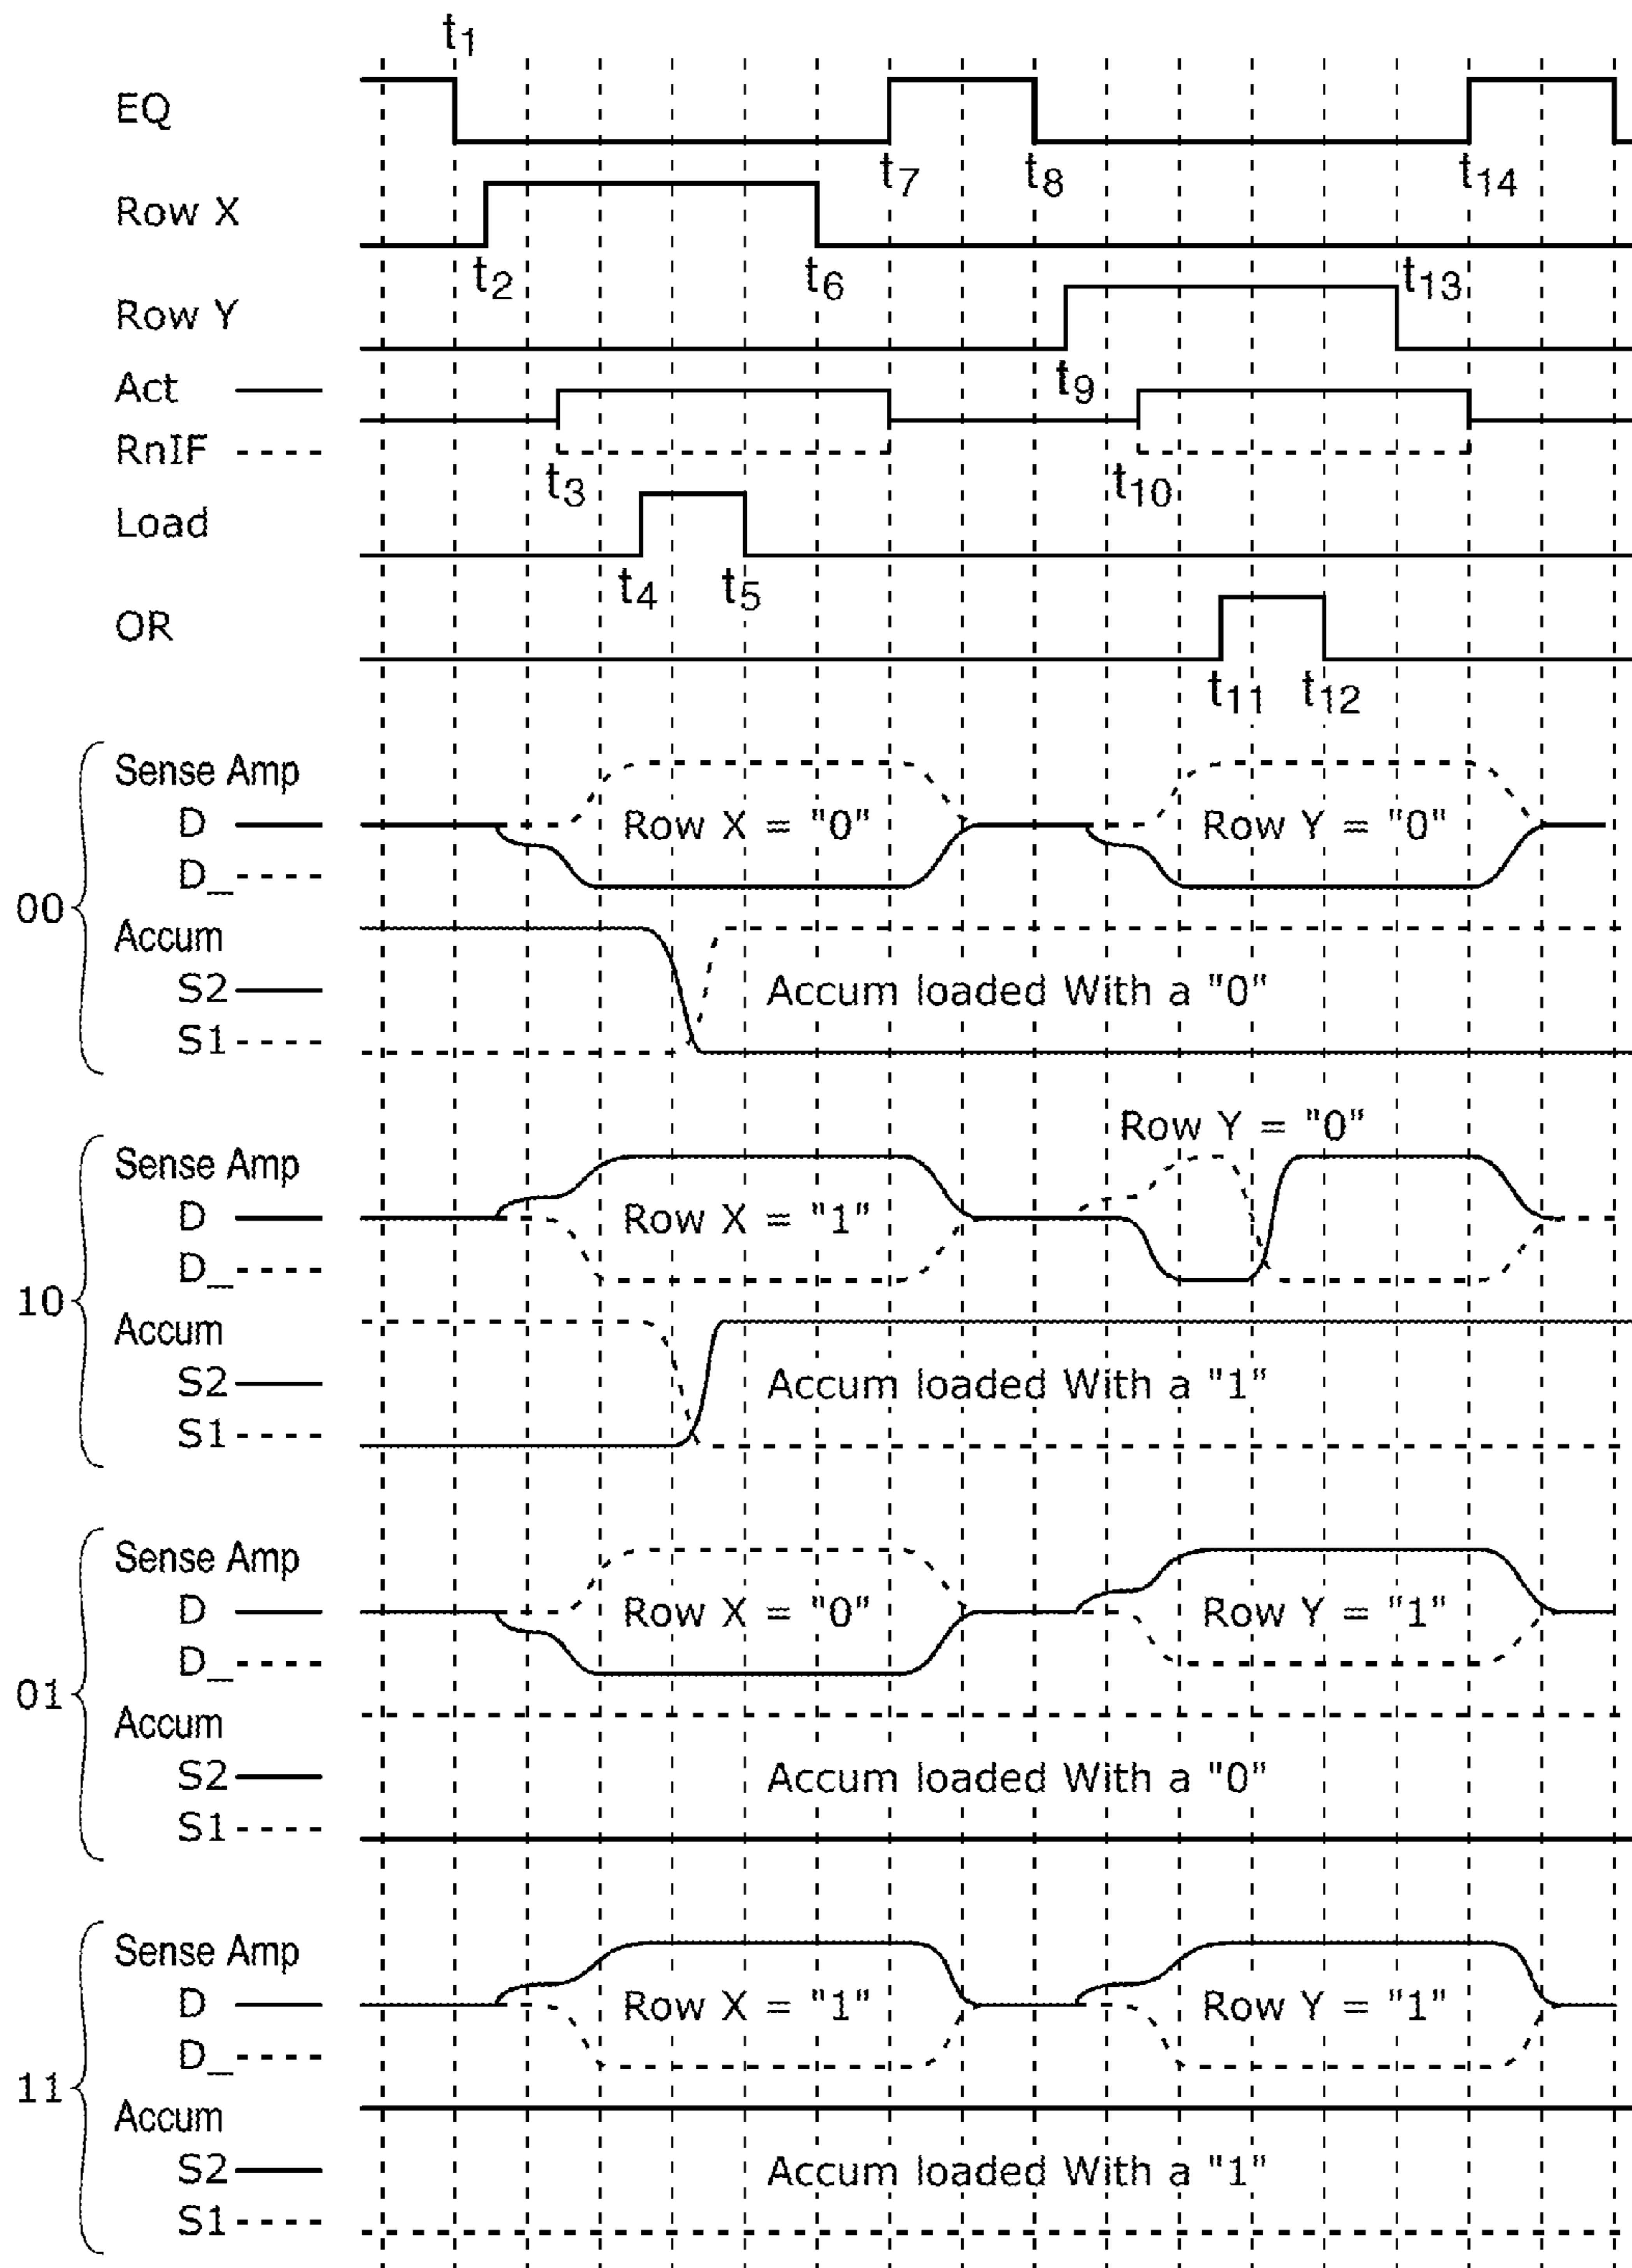 t1
EQ
t7 t8 t14
Row X
t2 t6 t13
Row Y
t9
Act
RnIF
t3 t10
Load
t4 t5
OR
t11 t12
00
Sense Amp
D Row X = "0" Row Y = "0"
D_
Accum
S2 Accum loaded With a "0"
S1
10
Row Y = "0"
Sense Amp
D Row X = "1"
D_
Accum
S2 Accum loaded With a "1"
S1
01
Sense Amp
D Row X = "0" Row Y = "1"
D_
Accum
S2 Accum loaded With a "0"
S1
11
Sense Amp
D Row X = "1" Row Y = "1"
D_
Accum
S2 Accum loaded With a "1"
S1